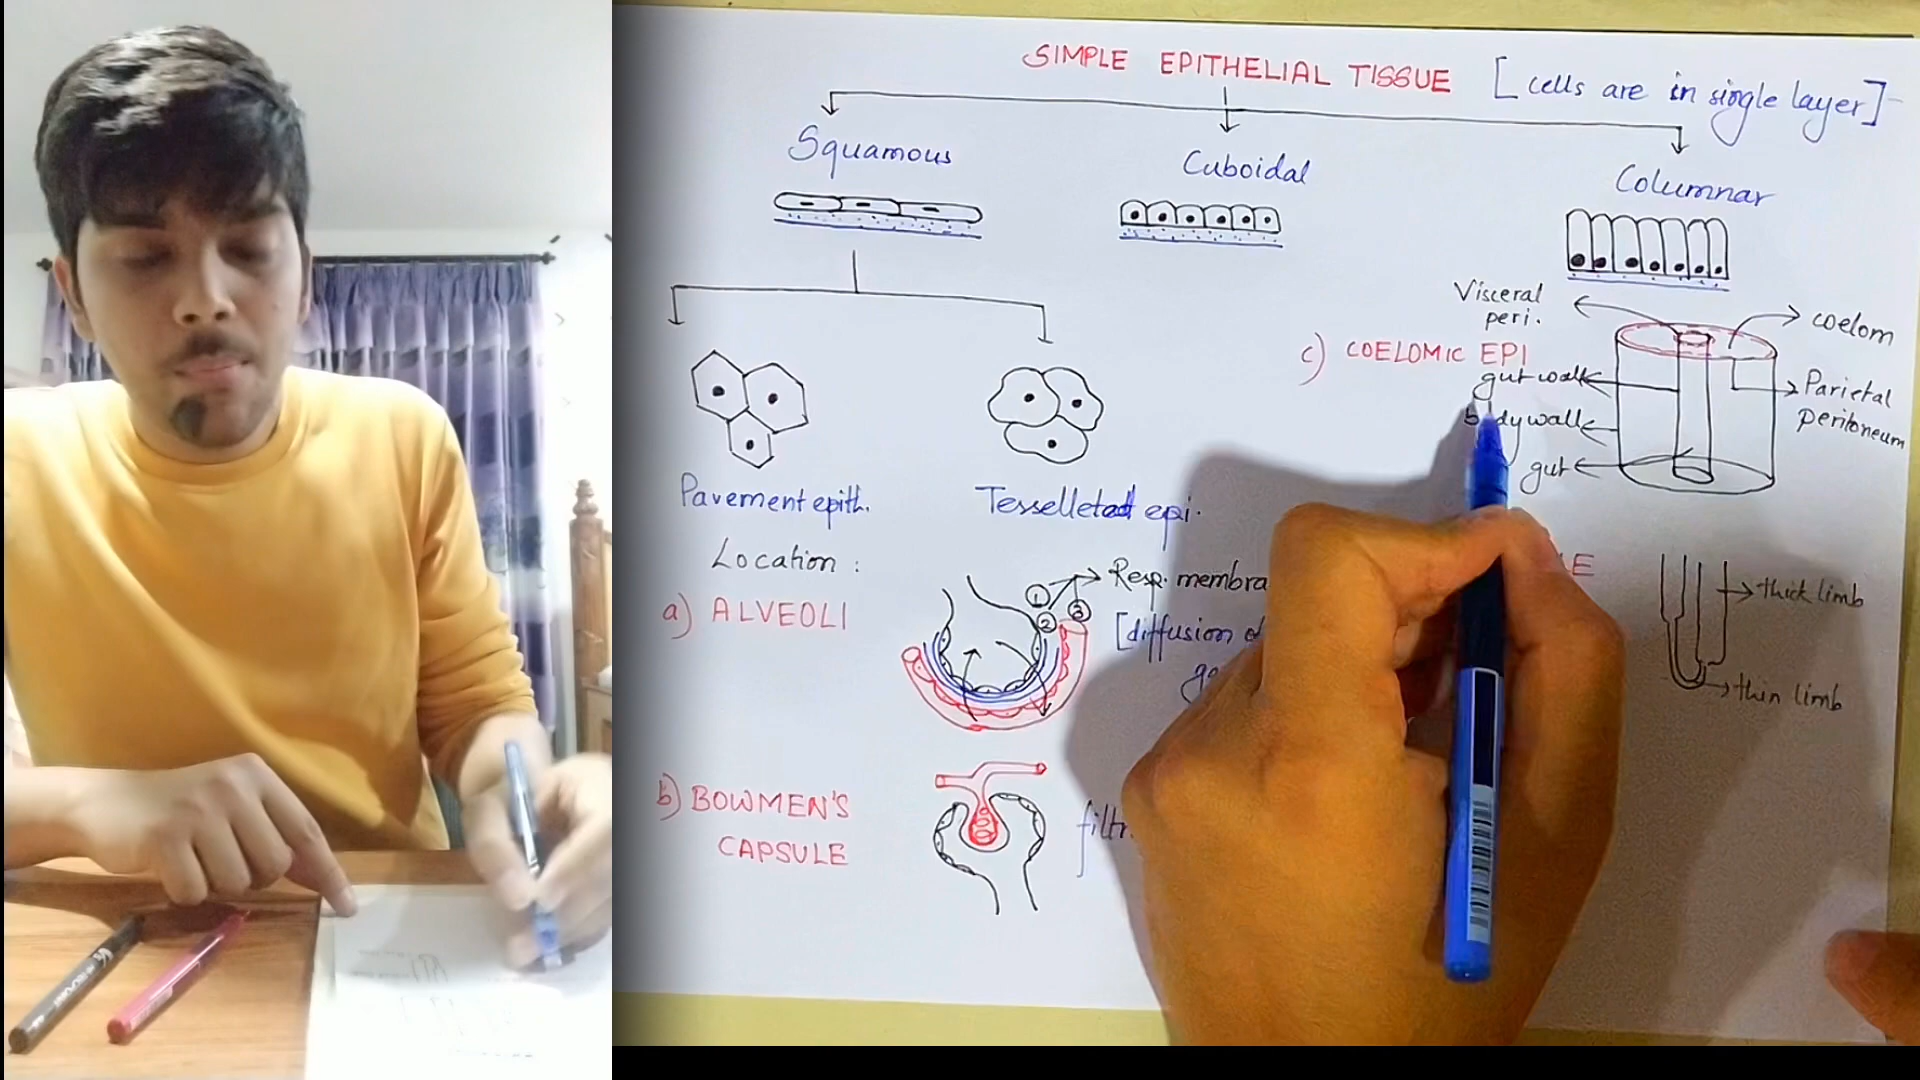 SIMPLE EPITHELIAL TISSUE [cells are in single layer]
Squamous
Cuboidal
Columnar
Visceral
peri.
coelom
c) COELOMIC EPI
gut wall
Parietal
peritoneum
body wall
gut
Pavement epith.
Tesselletad epi.
Location :
a) ALVEOLI
1
2
3
Resp. membra
[diffusion of
thick limb
thin limb
b) BOWMEN'S
CAPSULE